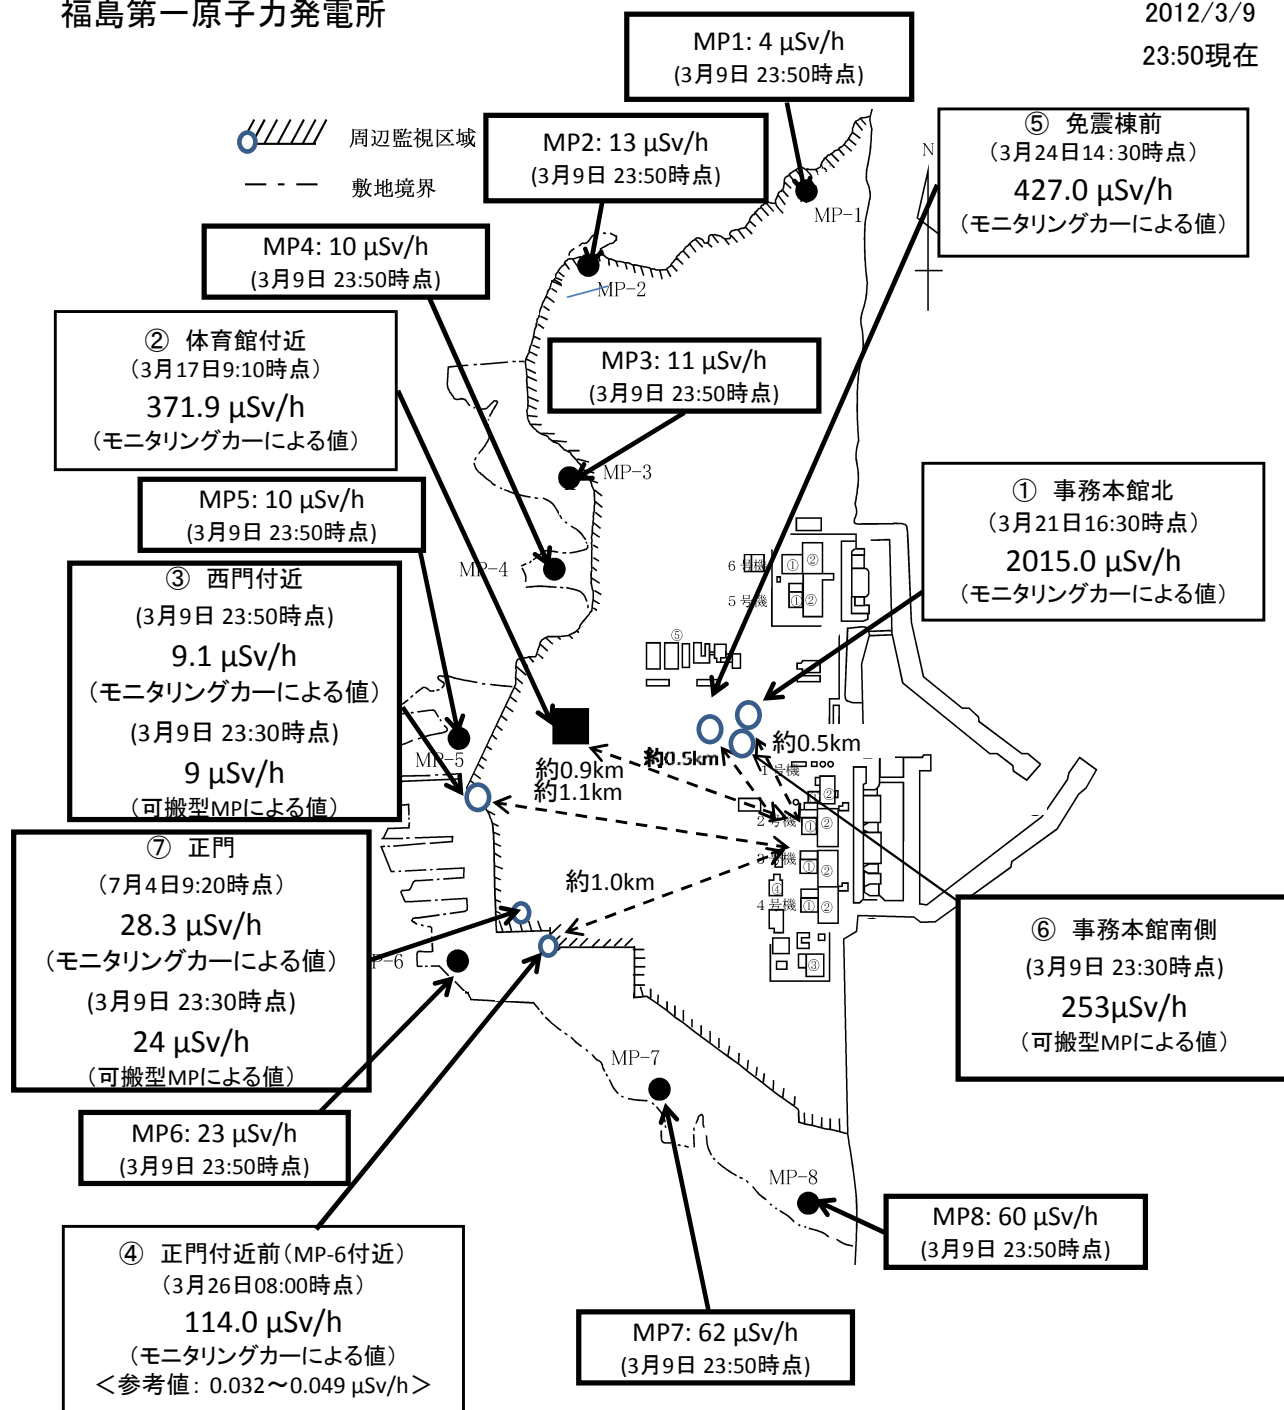 福島第一原子力発電所
2012/3/9
23:50現在
MP1: 4 μSv/h
(3月9日 23:50時点)
周辺監視区域
敷地境界
MP2: 13 μSv/h
(3月9日 23:50時点)
⑤ 免震棟前
(3月24日14:30時点)
427.0 μSv/h
(モニタリングカーによる値)
N
MP-1
MP4: 10 μSv/h
(3月9日 23:50時点)
MP-2
② 体育館付近
(3月17日9:10時点)
371.9 μSv/h
(モニタリングカーによる値)
MP3: 11 μSv/h
(3月9日 23:50時点)
MP-3
MP5: 10 μSv/h
(3月9日 23:50時点)
① 事務本館北
(3月21日16:30時点)
2015.0 μSv/h
(モニタリングカーによる値)
MP-4
6号機 ① ②
5号機 ① ②
③ 西門付近
(3月9日 23:50時点)
9.1 μSv/h
(モニタリングカーによる値)
(3月9日 23:30時点)
9 μSv/h
(可搬型MPによる値)
⑤
MP-5
約0.9km
約1.1km
約0.5km
約0.5km
1号機
②
2号機 ① ②
3号機 ① ②
④
4号機 ① ②
③
⑦ 正門
(7月4日9:20時点)
28.3 μSv/h
(モニタリングカーによる値)
(3月9日 23:30時点)
24 μSv/h
(可搬型MPによる値)
約1.0km
P-6
⑥ 事務本館南側
(3月9日 23:30時点)
253μSv/h
(可搬型MPによる値)
MP-7
MP6: 23 μSv/h
(3月9日 23:50時点)
MP-8
MP8: 60 μSv/h
(3月9日 23:50時点)
④ 正門付近前(MP-6付近)
(3月26日08:00時点)
114.0 μSv/h
(モニタリングカーによる値)
＜参考値: 0.032～0.049 μSv/h＞
MP7: 62 μSv/h
(3月9日 23:50時点)